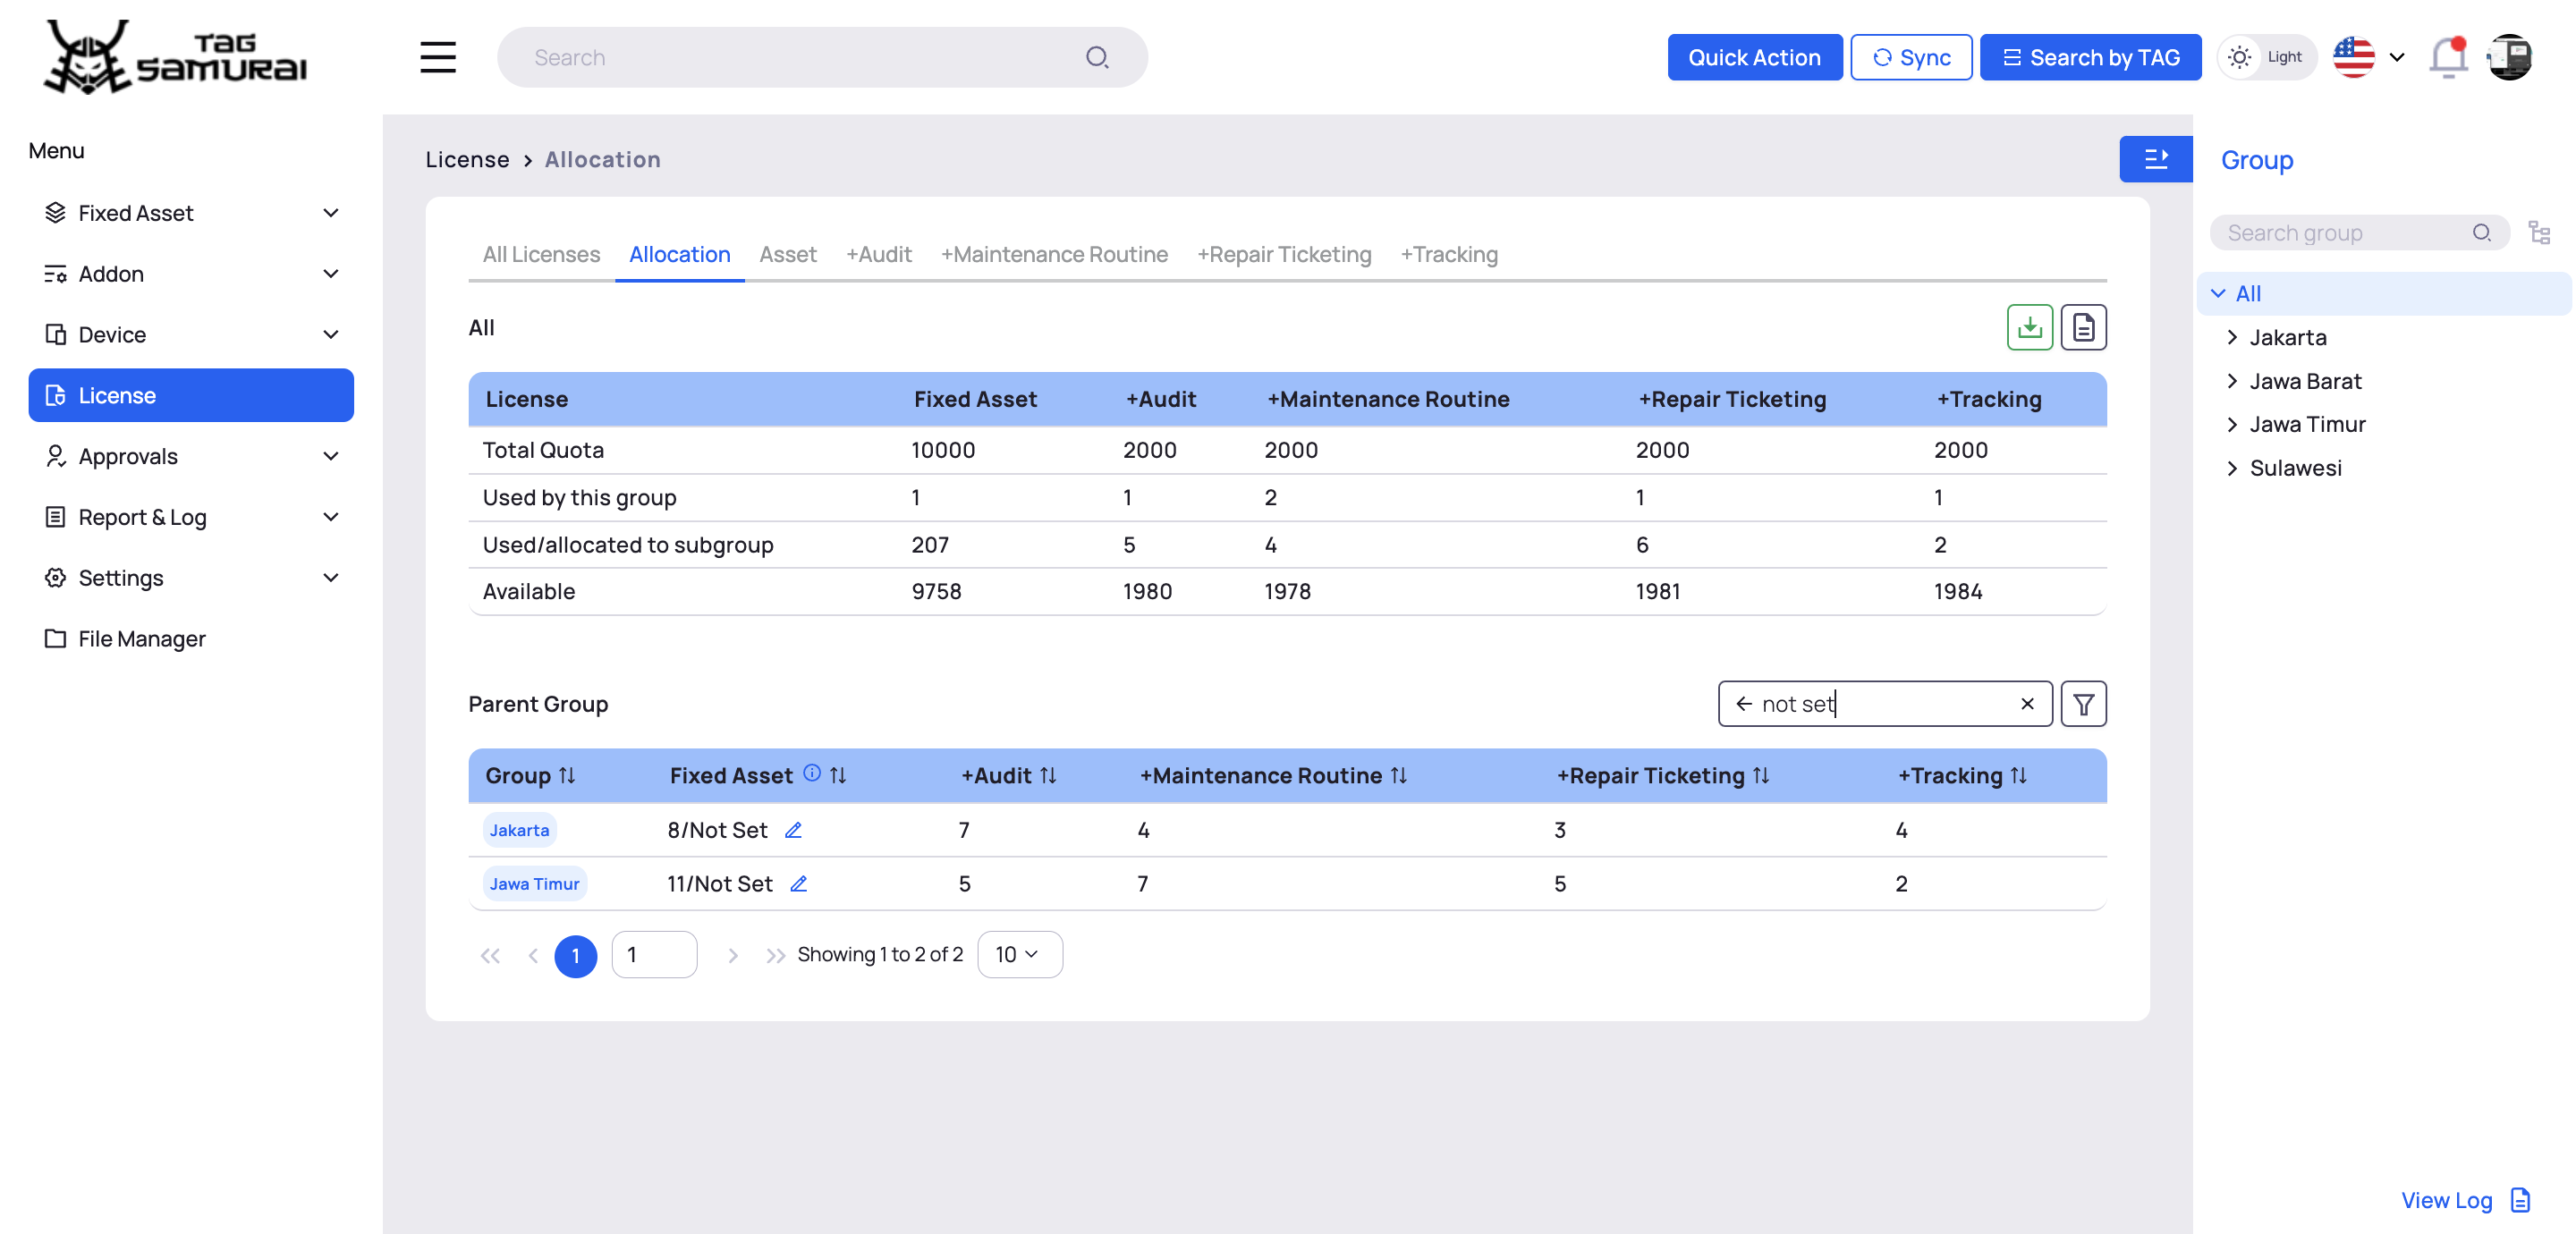 TAG SAMURAI
Search
Quick Action
Sync
Search by TAG
Light
Menu
Fixed Asset
Addon
Device
License
Approvals
Report & Log
Settings
File Manager
License > Allocation
All Licenses Allocation Asset +Audit +Maintenance Routine +Repair Ticketing +Tracking
All
License Fixed Asset +Audit +Maintenance Routine +Repair Ticketing +Tracking
Total Quota 10000 2000 2000 2000 2000
Used by this group 1 1 2 1 1
Used/allocated to subgroup 207 5 4 6 2
Available 9758 1980 1978 1981 1984
Parent Group
not set
Group Fixed Asset +Audit +Maintenance Routine +Repair Ticketing +Tracking
Jakarta 8/Not Set 7 4 3 4
Jawa Timur 11/Not Set 5 7 5 2
1 1 Showing 1 to 2 of 2 10
Group
Search group
All
Jakarta
Jawa Barat
Jawa Timur
Sulawesi
View Log